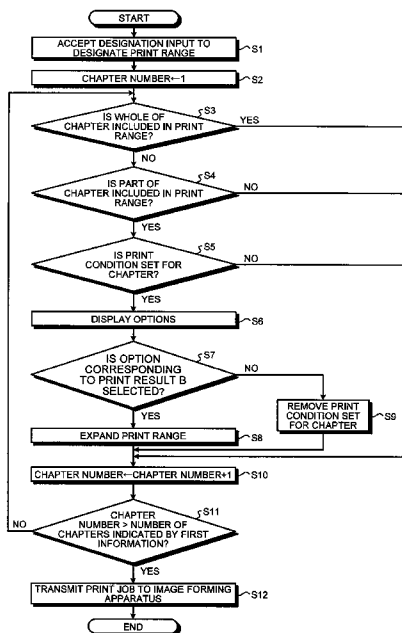 START
ACCEPT DESIGNATION INPUT TO
DESIGNATE PRINT RANGE
S1
CHAPTER NUMBER←1
S2
IS WHOLE OF
CHAPTER INCLUDED IN PRINT
RANGE?
S3
YES
NO
IS PART OF
CHAPTER INCLUDED IN PRINT
RANGE?
S4
NO
YES
IS PRINT
CONDITION SET FOR
CHAPTER?
S5
NO
YES
DISPLAY OPTIONS
S6
IS OPTION
CORRESPONDING
TO PRINT RESULT B
SELECTED?
S7
NO
YES
REMOVE PRINT
CONDITION SET
FOR CHAPTER
S9
EXPAND PRINT RANGE
S8
CHAPTER NUMBER←CHAPTER NUMBER+1
S10
CHAPTER
NUMBER > NUMBER OF
CHAPTERS INDICATED BY FIRST
INFORMATION?
S11
NO
YES
TRANSMIT PRINT JOB TO IMAGE FORMING
APPARATUS
S12
END